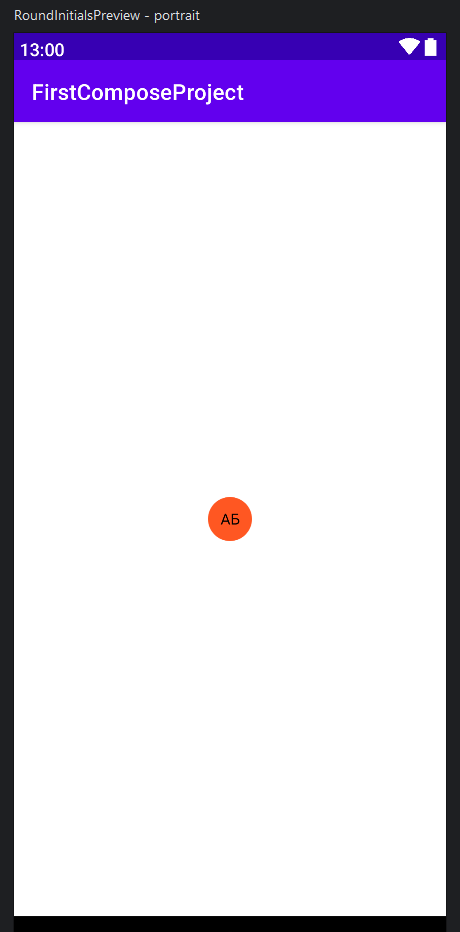 RoundInitialsPreview - portrait
13:00
FirstComposeProject
АБ